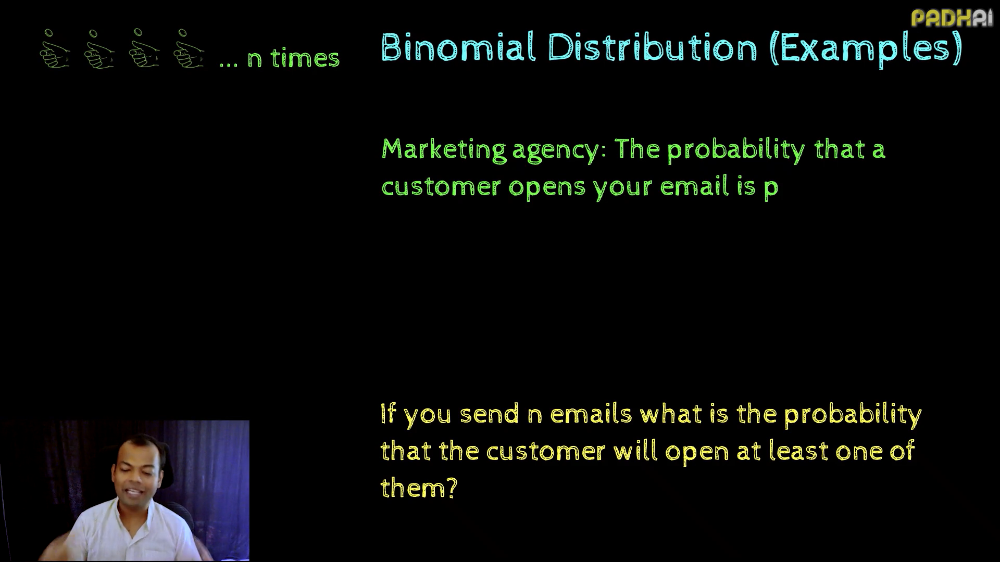 PADHAI
... n times
Binomial Distribution (Examples)
Marketing agency: The probability that a
customer opens your email is p
If you send n emails what is the probability
that the customer will open at least one of
them?